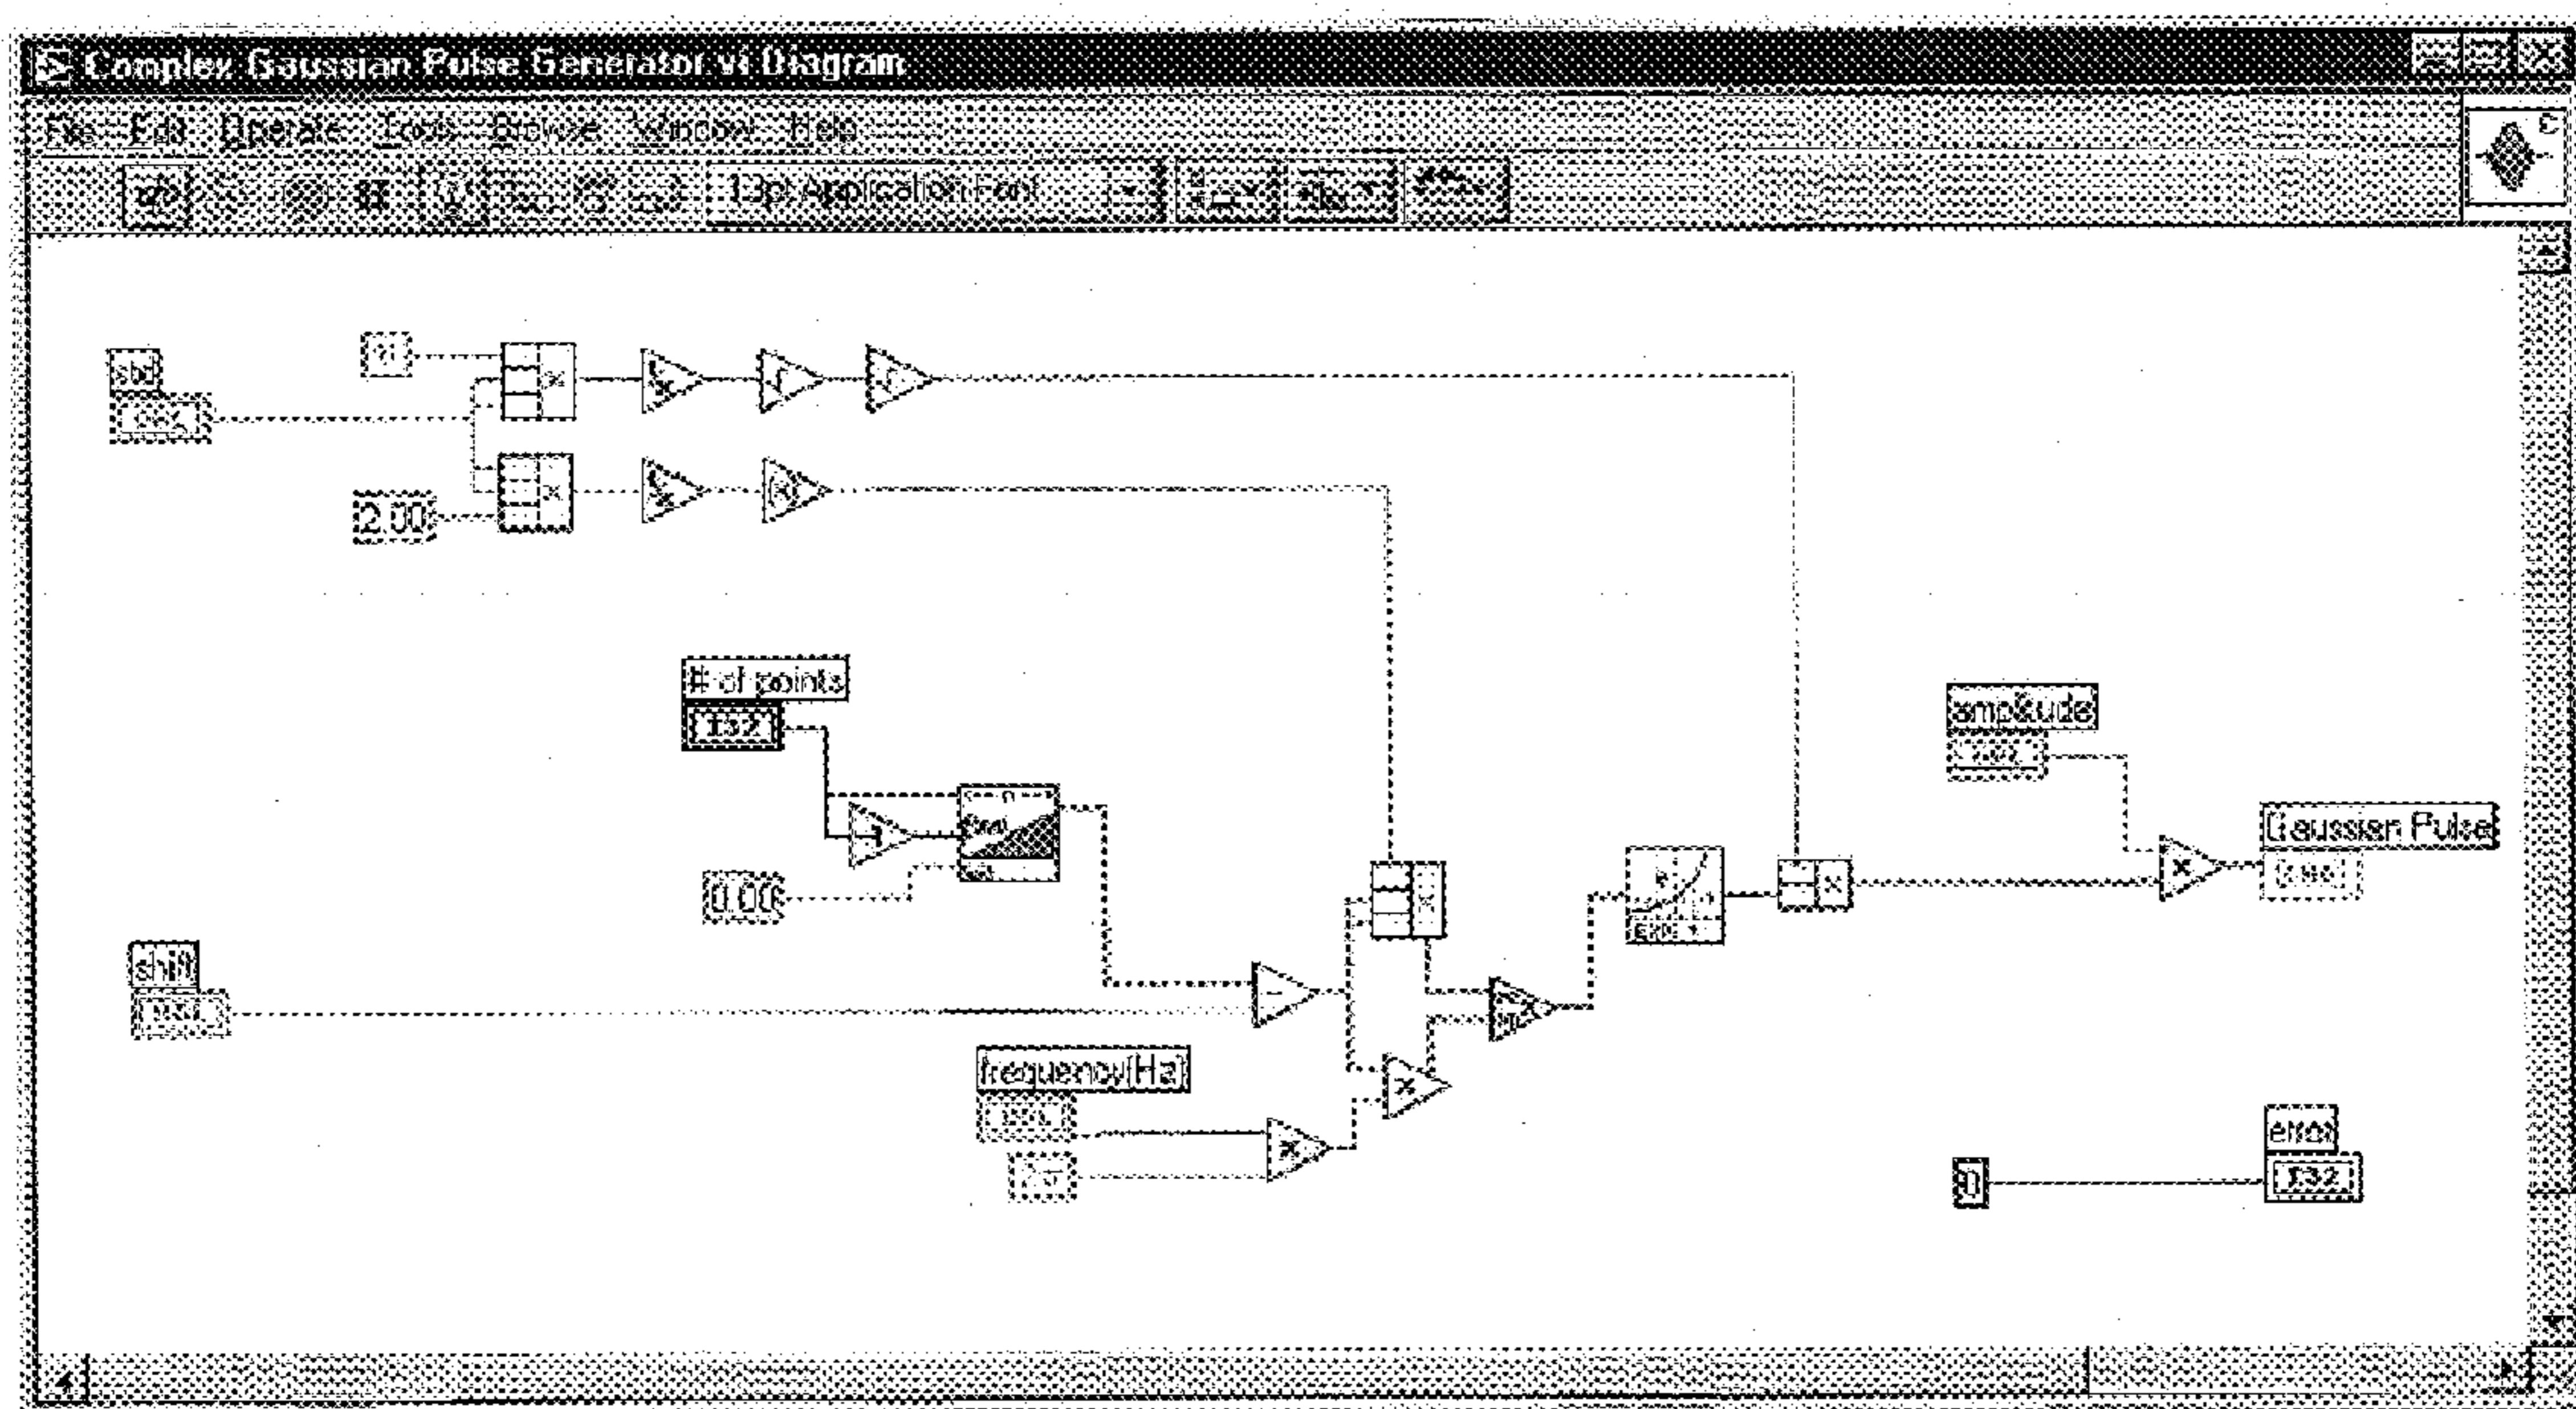 Complex Gaussian Pulse Generator.vi Diagram
File Edit Operate Tools Browse Window Help
13pt Application Font
C
std
π
2.00
# of points
I32
0.00
shift
frequency(Hz)
2π
amplitude
Gaussian Pulse
error
0
I32